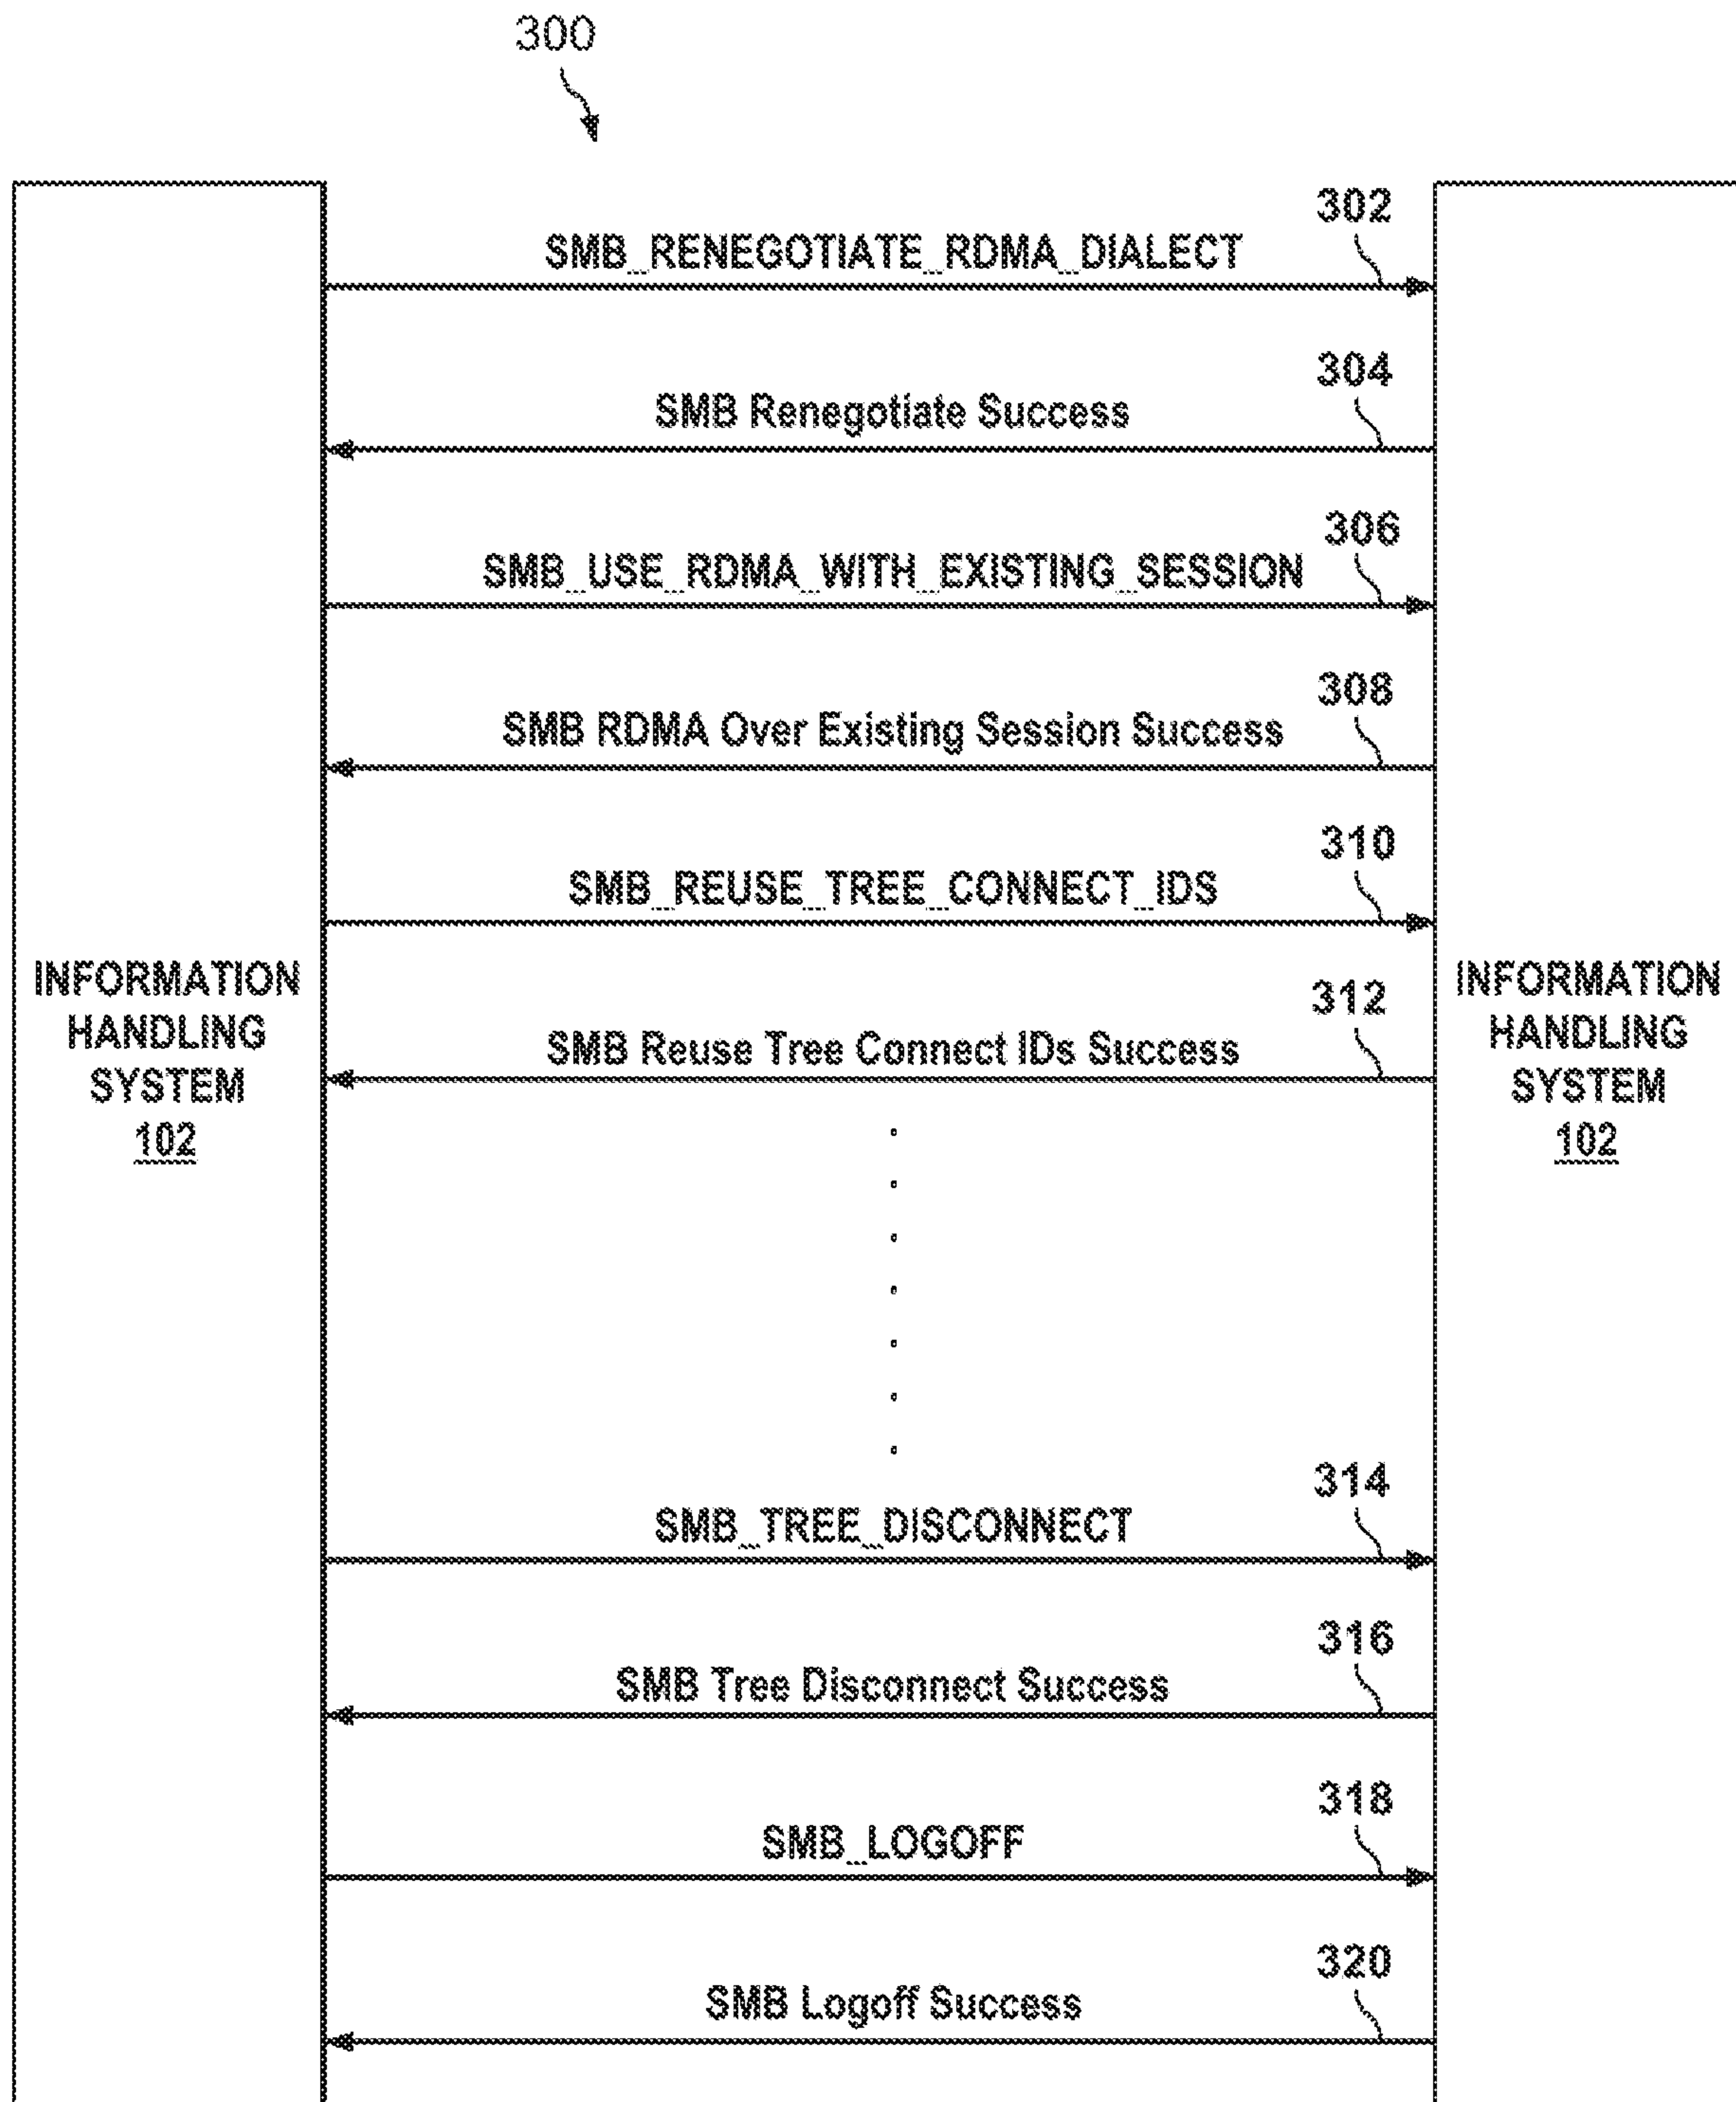 300
302
SMB_RENEGOTIATE_RDMA_DIALECT
304
SMB Renegotiate Success
306
SMB_USE_RDMA_WITH_EXISTING_SESSION
308
SMB RDMA Over Existing Session Success
310
SMB_REUSE_TREE_CONNECT_IDS
INFORMATION
HANDLING
SYSTEM
102
312
SMB Reuse Tree Connect IDs Success
INFORMATION
HANDLING
SYSTEM
102
314
SMB_TREE_DISCONNECT
316
SMB Tree Disconnect Success
318
SMB_LOGOFF
320
SMB Logoff Success